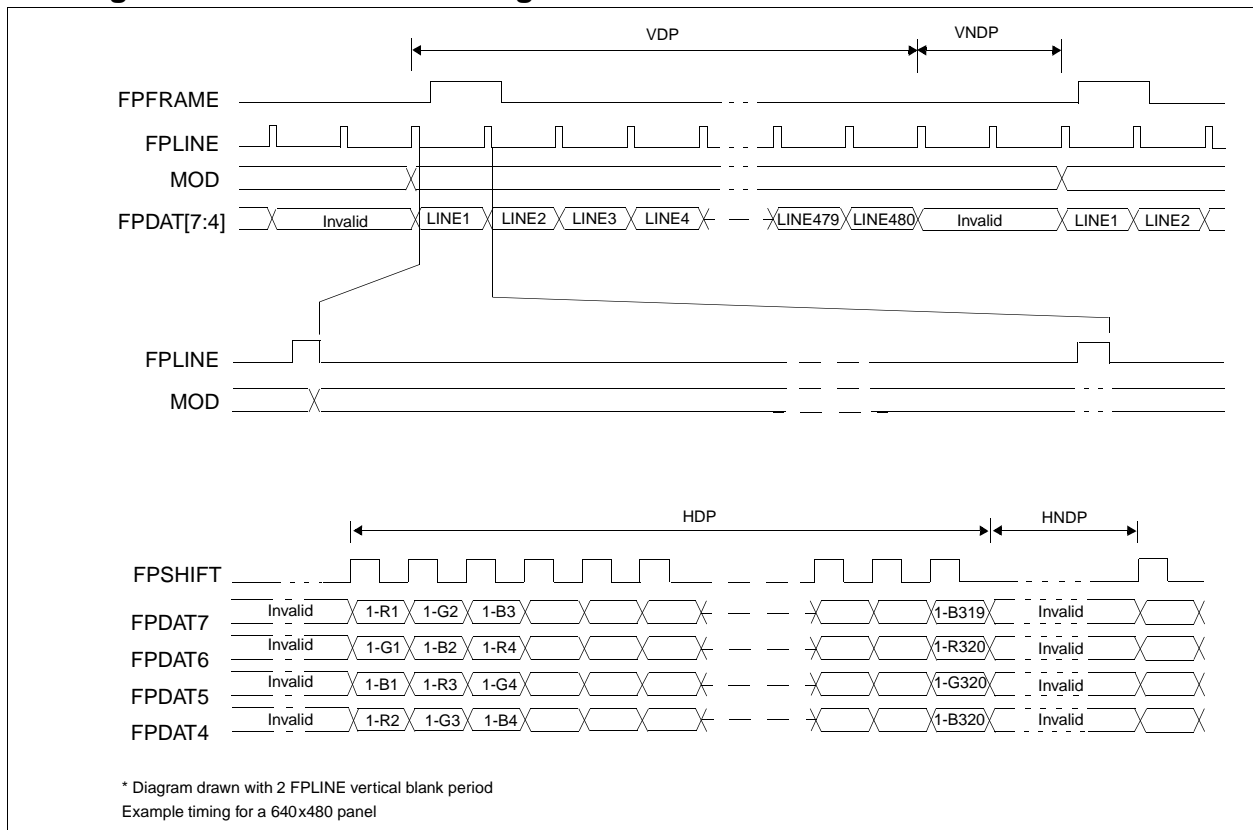 VDP VNDP
FPFRAME
FPLINE
MOD
FPDAT[7:4] Invalid LINE1 LINE2 LINE3 LINE4 LINE479 LINE480 Invalid LINE1 LINE2
FPLINE
MOD
HDP HNDP
FPSHIFT
FPDAT7 Invalid 1-R1 1-G2 1-B3 1-B319 Invalid
FPDAT6 Invalid 1-G1 1-B2 1-R4 1-R320 Invalid
FPDAT5 Invalid 1-B1 1-R3 1-G4 1-G320 Invalid
FPDAT4 Invalid 1-R2 1-G3 1-B4 1-B320 Invalid
* Diagram drawn with 2 FPLINE vertical blank period
Example timing for a 640x480 panel